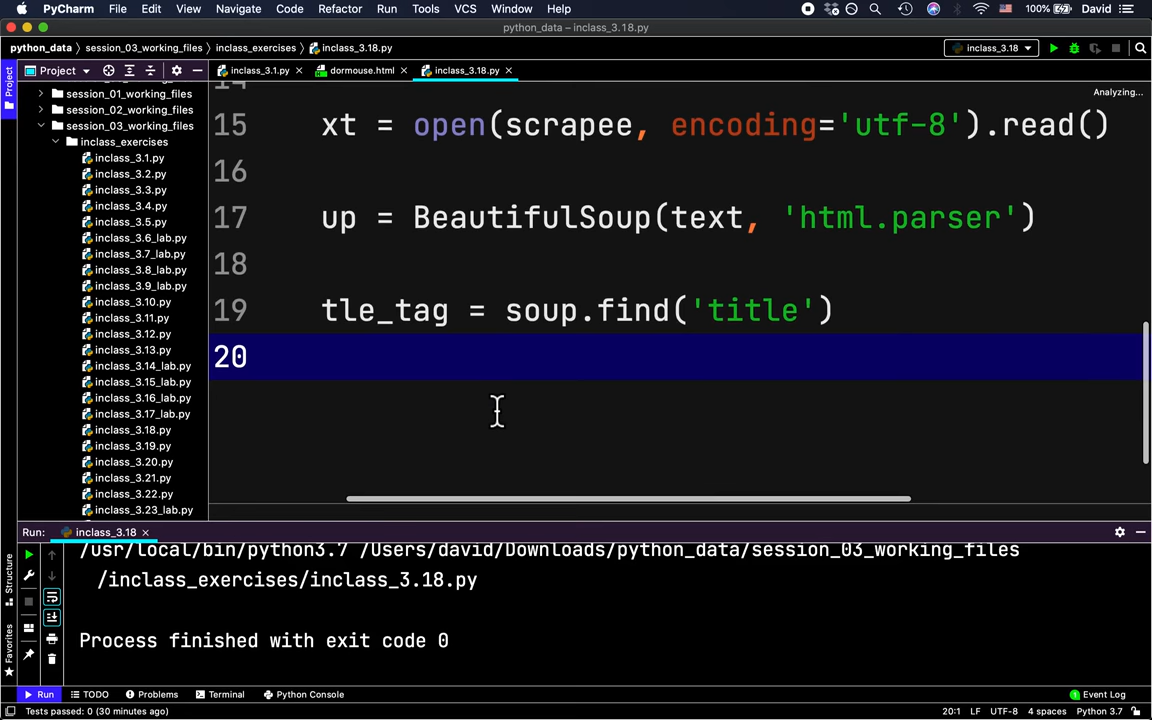 PyCharm File Edit View Navigate Code Refactor Run Tools VCS Window Help 100% David
python_data – inclass_3.18.py
python_data session_03_working_files inclass_exercises inclass_3.18.py inclass_3.18
Project inclass_3.1.py dormouse.html inclass_3.18.py
Project
session_01_working_files
session_02_working_files
session_03_working_files
inclass_exercises
inclass_3.1.py
inclass_3.2.py
inclass_3.3.py
inclass_3.4.py
inclass_3.5.py
inclass_3.6_lab.py
inclass_3.7_lab.py
inclass_3.8_lab.py
inclass_3.9_lab.py
inclass_3.10.py
inclass_3.11.py
inclass_3.12.py
inclass_3.13.py
inclass_3.14_lab.py
inclass_3.15_lab.py
inclass_3.16_lab.py
inclass_3.17_lab.py
inclass_3.18.py
inclass_3.19.py
inclass_3.20.py
inclass_3.21.py
inclass_3.22.py
inclass_3.23_lab.py
Analyzing...
14
15 xt = open(scrapee, encoding='utf-8').read()
16
17 up = BeautifulSoup(text, 'html.parser')
18
19 tle_tag = soup.find('title')
20
Run: inclass_3.18
/usr/local/bin/python3.7 /Users/david/Downloads/python_data/session_03_working_files
/inclass_exercises/inclass_3.18.py
Process finished with exit code 0
Structure
Favorites
Run TODO Problems Terminal Python Console 1 Event Log
Tests passed: 0 (30 minutes ago) 20:1 LF UTF-8 4 spaces Python 3.7